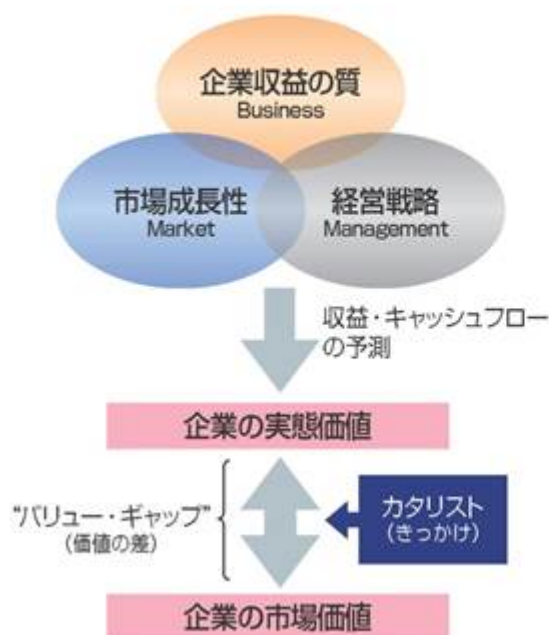 企業収益の質
Business
市場成長性
Market
経営戦略
Management
収益・キャッシュフロー
の予測
企業の実態価値
“バリュー・ギャップ”
(価値の差)
カタリスト
(きっかけ)
企業の市場価値